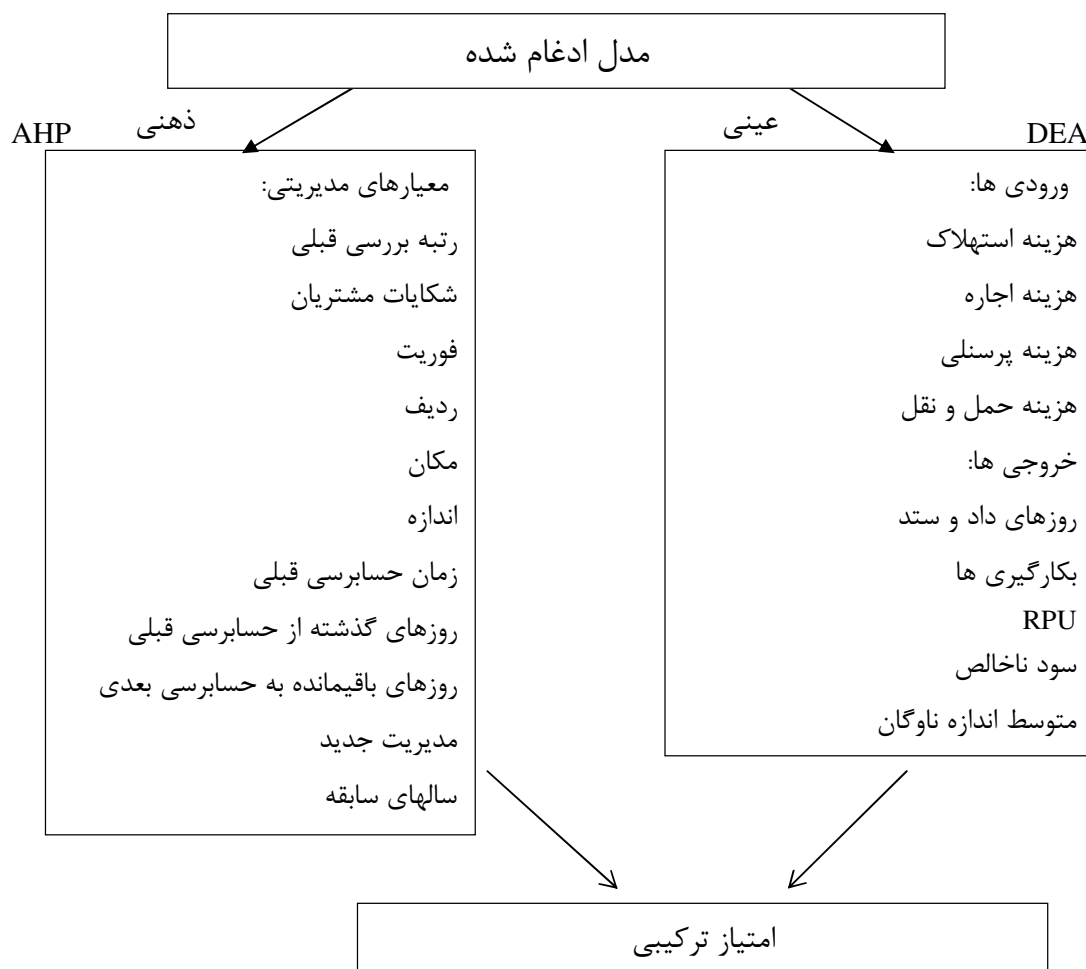 مدل ادغام شده
عینی
ذهنی
DEA
ورودی ها:
هزینه استهلاک
هزینه اجاره
هزینه پرسنلی
هزینه حمل و نقل
خروجی ها:
روزهای داد و ستد
بکارگیری ها
RPU
سود ناخالص
متوسط اندازه ناوگان
AHP
معیارهای مدیریتی:
رتبه بررسی قبلی
شکایات مشتریان
فوریت
ردیف
مکان
اندازه
زمان حسابرسی قبلی
روزهای گذشته از حسابرسی قبلی
روزهای باقیمانده به حسابرسی بعدی
مدیریت جدید
سالهای سابقه
امتیاز ترکیبی